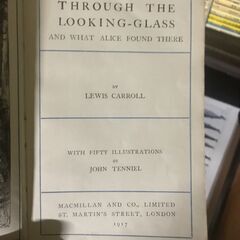 THROUGH THE
LOOKING-GLASS
AND WHAT ALICE FOUND THERE
BY
LEWIS CARROLL
WITH FIFTY ILLUSTRATIONS
BY
JOHN TENNIEL
MACMILLAN AND CO., LIMITED
ST. MARTIN'S STREET, LONDON
1917